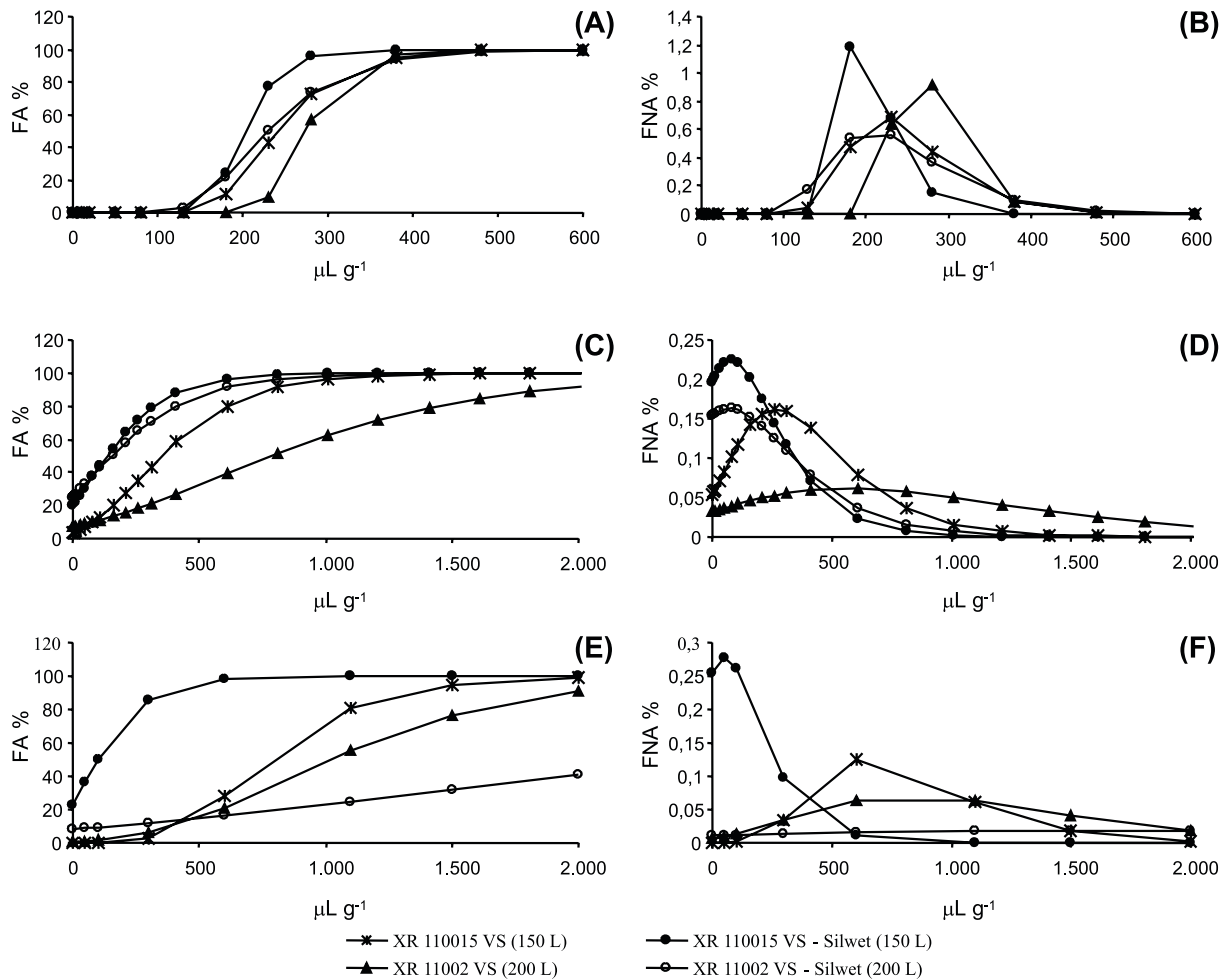 (A)
FA %
120
100
80
60
40
20
0
0 100 200 300 400 500 600
µL g⁻¹
(B)
FNA %
1,4
1,2
1
0,8
0,6
0,4
0,2
0
0 100 200 300 400 500 600
µL g⁻¹
(C)
FA %
120
100
80
60
40
20
0
0 500 1.000 1.500 2.000
µL g⁻¹
(D)
FNA %
0,25
0,2
0,15
0,1
0,05
0
0 500 1.000 1.500 2.000
µL g⁻¹
(E)
FA %
120
100
80
60
40
20
0
0 500 1.000 1.500 2.000
µL g⁻¹
(F)
FNA %
0,3
0,25
0,2
0,15
0,1
0,05
0
0 500 1.000 1.500 2.000
µL g⁻¹
XR 110015 VS (150 L)
XR 110015 VS - Silwet (150 L)
XR 11002 VS (200 L)
XR 11002 VS - Silwet (200 L)